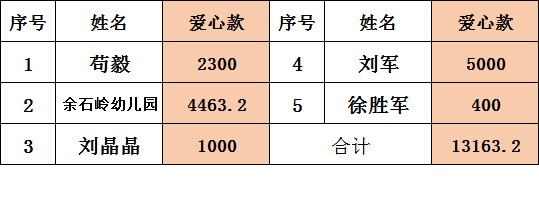 序号 姓名 爱心款 序号 姓名 爱心款
1 荀毅 2300 4 刘军 5000
2 余石岭幼儿园 4463.2 5 徐胜军 400
3 刘晶晶 1000 合计 13163.2